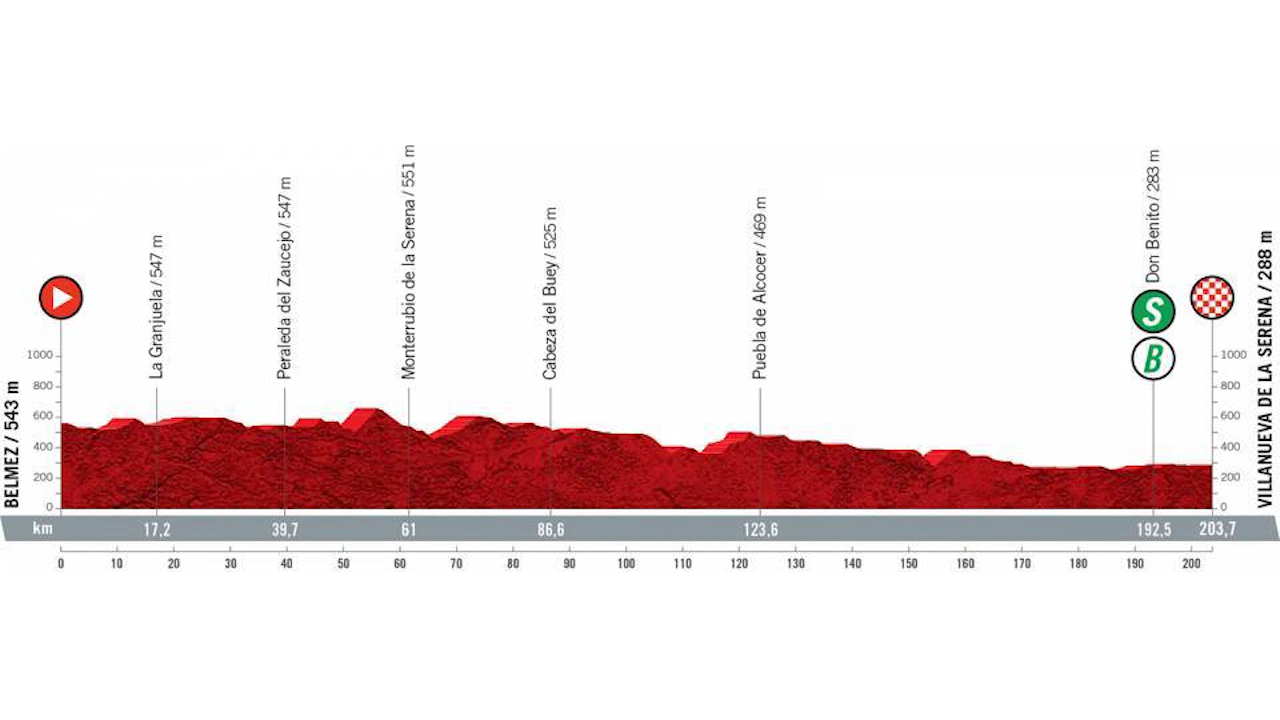 BELMEZ / 543 m
La Granjuela / 547 m
Peraleda del Zaucejo / 547 m
Monterrubio de la Serena / 551 m
Cabeza del Buey / 525 m
Puebla de Alcocer / 469 m
Don Benito / 283 m
VILLANUEVA DE LA SERENA / 288 m
S
B
1000
800
600
400
200
0
1000
800
600
400
200
0
km 17,2 39,7 61 86,6 123,6 192,5 203,7
0 10 20 30 40 50 60 70 80 90 100 110 120 130 140 150 160 170 180 190 200